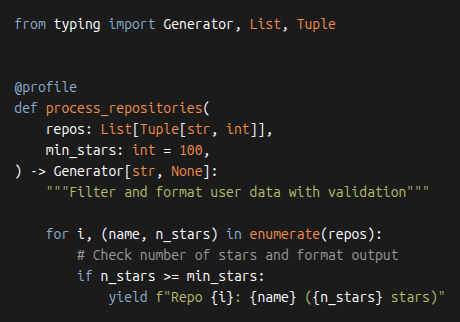 from typing import Generator, List, Tuple


@profile
def process_repositories(
    repos: List[Tuple[str, int]],
    min_stars: int = 100,
) -> Generator[str, None]:
    """Filter and format user data with validation"""

    for i, (name, n_stars) in enumerate(repos):
        # Check number of stars and format output
        if n_stars >= min_stars:
            yield f"Repo {i}: {name} ({n_stars} stars)"